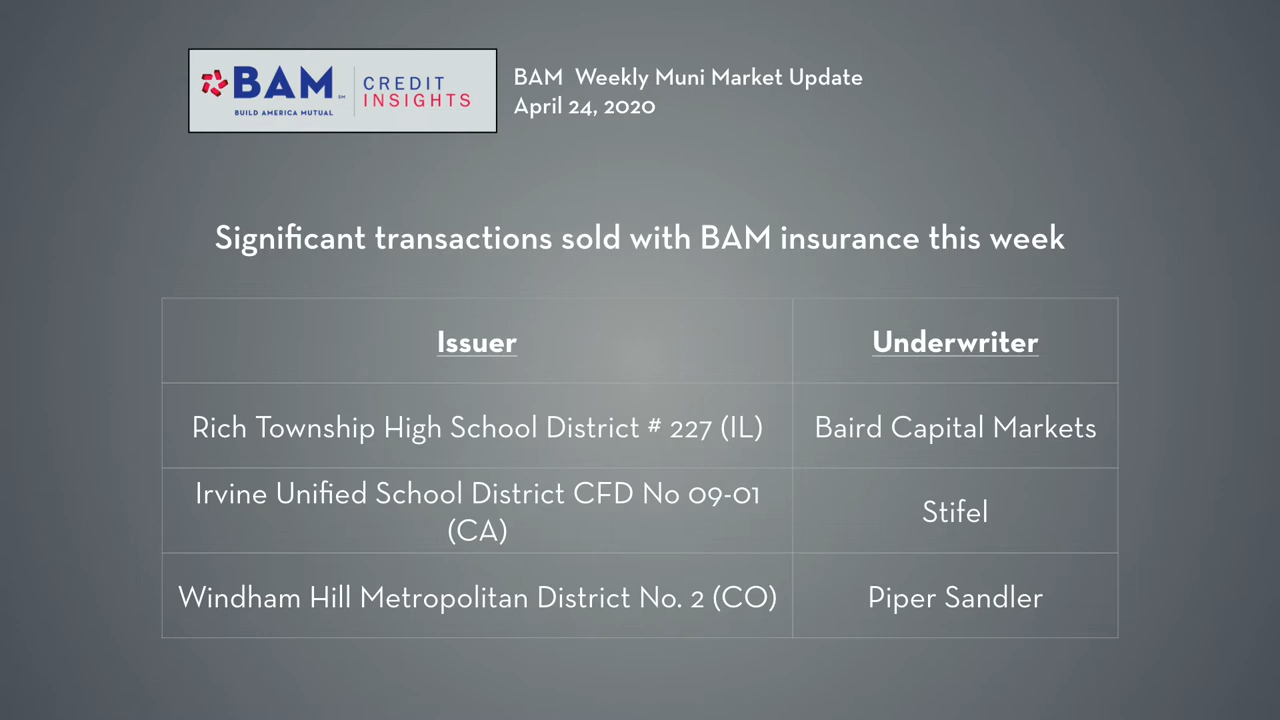 BAM SM
BUILD AMERICA MUTUAL
CREDIT
INSIGHTS
BAM Weekly Muni Market Update
April 24, 2020
Significant transactions sold with BAM insurance this week
Issuer
Underwriter
Rich Township High School District # 227 (IL)
Baird Capital Markets
Irvine Unified School District CFD No 09-01
(CA)
Stifel
Windham Hill Metropolitan District No. 2 (CO)
Piper Sandler